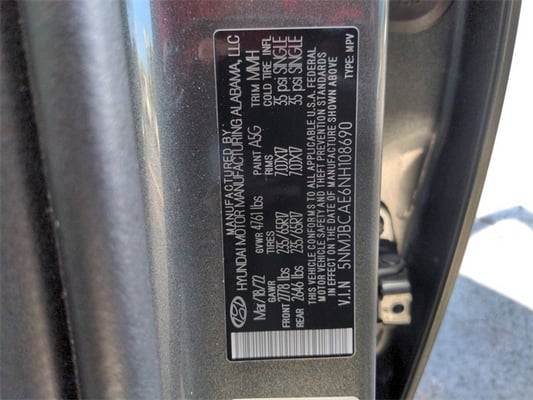 MANUFACTURED BY
HYUNDAI MOTOR MANUFACTURING ALABAMA, LLC
Mar/18/22 GVWR 4761 lbs PAINT A5G TRIM MMH
GAWR TIRES RIMS COLD TIRE INFL
FRONT 2778 lbs 235/65R17 7.0JX17 35 psi SINGLE
REAR 2646 lbs 235/65R17 7.0JX17 35 psi SINGLE
THIS VEHICLE CONFORMS TO ALL APPLICABLE U.S.A. FEDERAL
MOTOR VEHICLE SAFETY AND THEFT PREVENTION STANDARDS
IN EFFECT ON THE DATE OF MANUFACTURE SHOWN ABOVE
V.I.N 5NMJBCAE6NH108690 TYPE: MPV